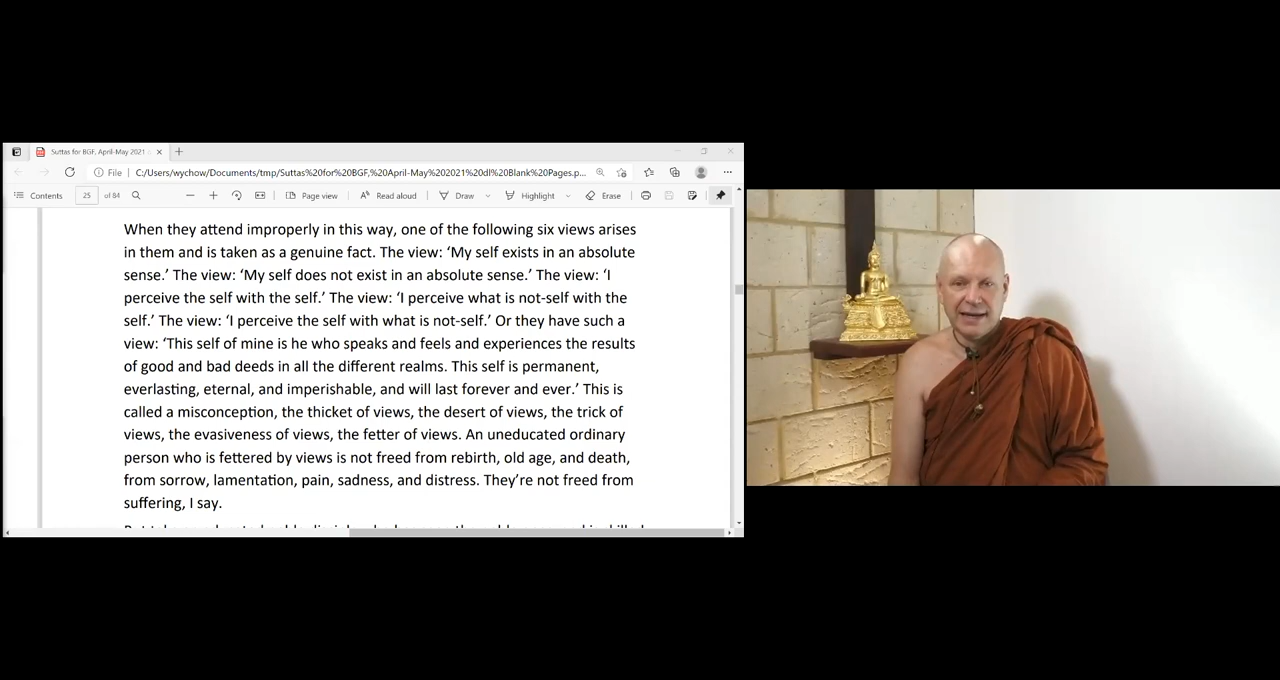 Suttas for BGF, April-May 2021
File
C:/Users/wychow/Documents/tmp/Suttas%20for%20BGF,%20April-May%202021%20dl%20Blank%20Pages.p...
Contents
25
of 84
Page view
Read aloud
Draw
Highlight
Erase
When they attend improperly in this way, one of the following six views arises
in them and is taken as a genuine fact. The view: ‘My self exists in an absolute
sense.’ The view: ‘My self does not exist in an absolute sense.’ The view: ‘I
perceive the self with the self.’ The view: ‘I perceive what is not-self with the
self.’ The view: ‘I perceive the self with what is not-self.’ Or they have such a
view: ‘This self of mine is he who speaks and feels and experiences the results
of good and bad deeds in all the different realms. This self is permanent,
everlasting, eternal, and imperishable, and will last forever and ever.’ This is
called a misconception, the thicket of views, the desert of views, the trick of
views, the evasiveness of views, the fetter of views. An uneducated ordinary
person who is fettered by views is not freed from rebirth, old age, and death,
from sorrow, lamentation, pain, sadness, and distress. They’re not freed from
suffering, I say.